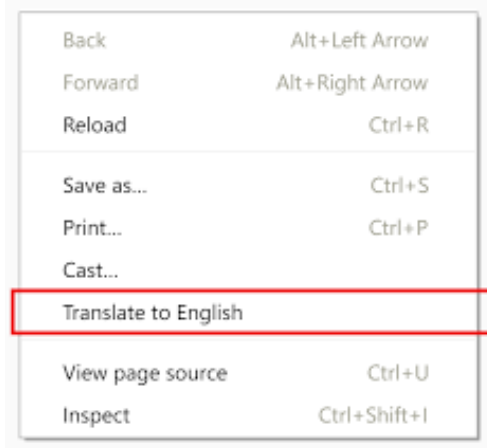 Back Alt+Left Arrow
Forward Alt+Right Arrow
Reload Ctrl+R
Save as... Ctrl+S
Print... Ctrl+P
Cast...
Translate to English
View page source Ctrl+U
Inspect Ctrl+Shift+I